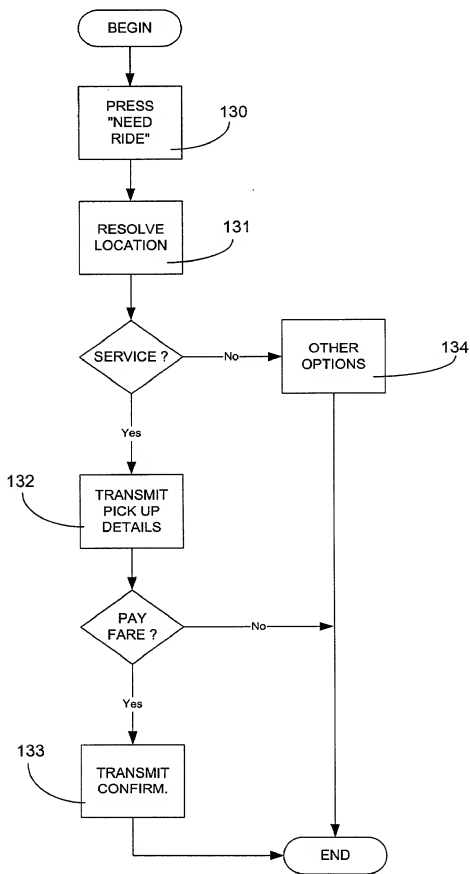 BEGIN
PRESS
"NEED
RIDE"
130
RESOLVE
LOCATION
131
SERVICE ?
No
OTHER
OPTIONS
134
Yes
132
TRANSMIT
PICK UP
DETAILS
PAY
FARE ?
No
Yes
133
TRANSMIT
CONFIRM.
END